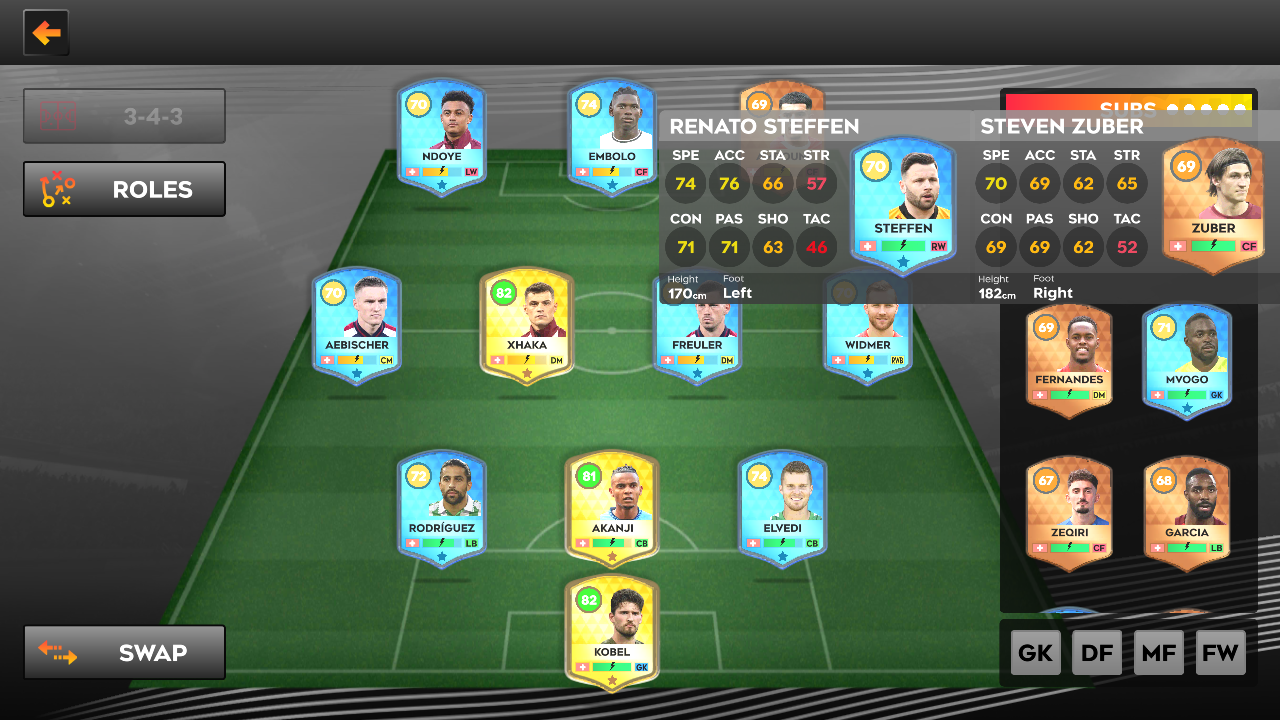 3-4-3
ROLES
SWAP
70
NDOYE
LW
74
EMBOLO
CF
69
SUBS
RENATO STEFFEN
SPE ACC STA STR
74 76 66 57
CON PAS SHO TAC
71 71 63 46
Height Foot
170cm Left
70
STEFFEN
RW
STEVEN ZUBER
SPE ACC STA STR
70 69 62 65
CON PAS SHO TAC
69 69 62 52
Height Foot
182cm Right
69
ZUBER
CF
70
AEBISCHER
CM
82
XHAKA
DM
FREULER
DM
WIDMER
RWB
69
FERNANDES
DM
71
MVOGO
GK
72
RODRÍGUEZ
LB
81
AKANJI
CB
74
ELVEDI
CB
67
ZEQIRI
CF
68
GARCIA
LB
82
KOBEL
GK
GK DF MF FW